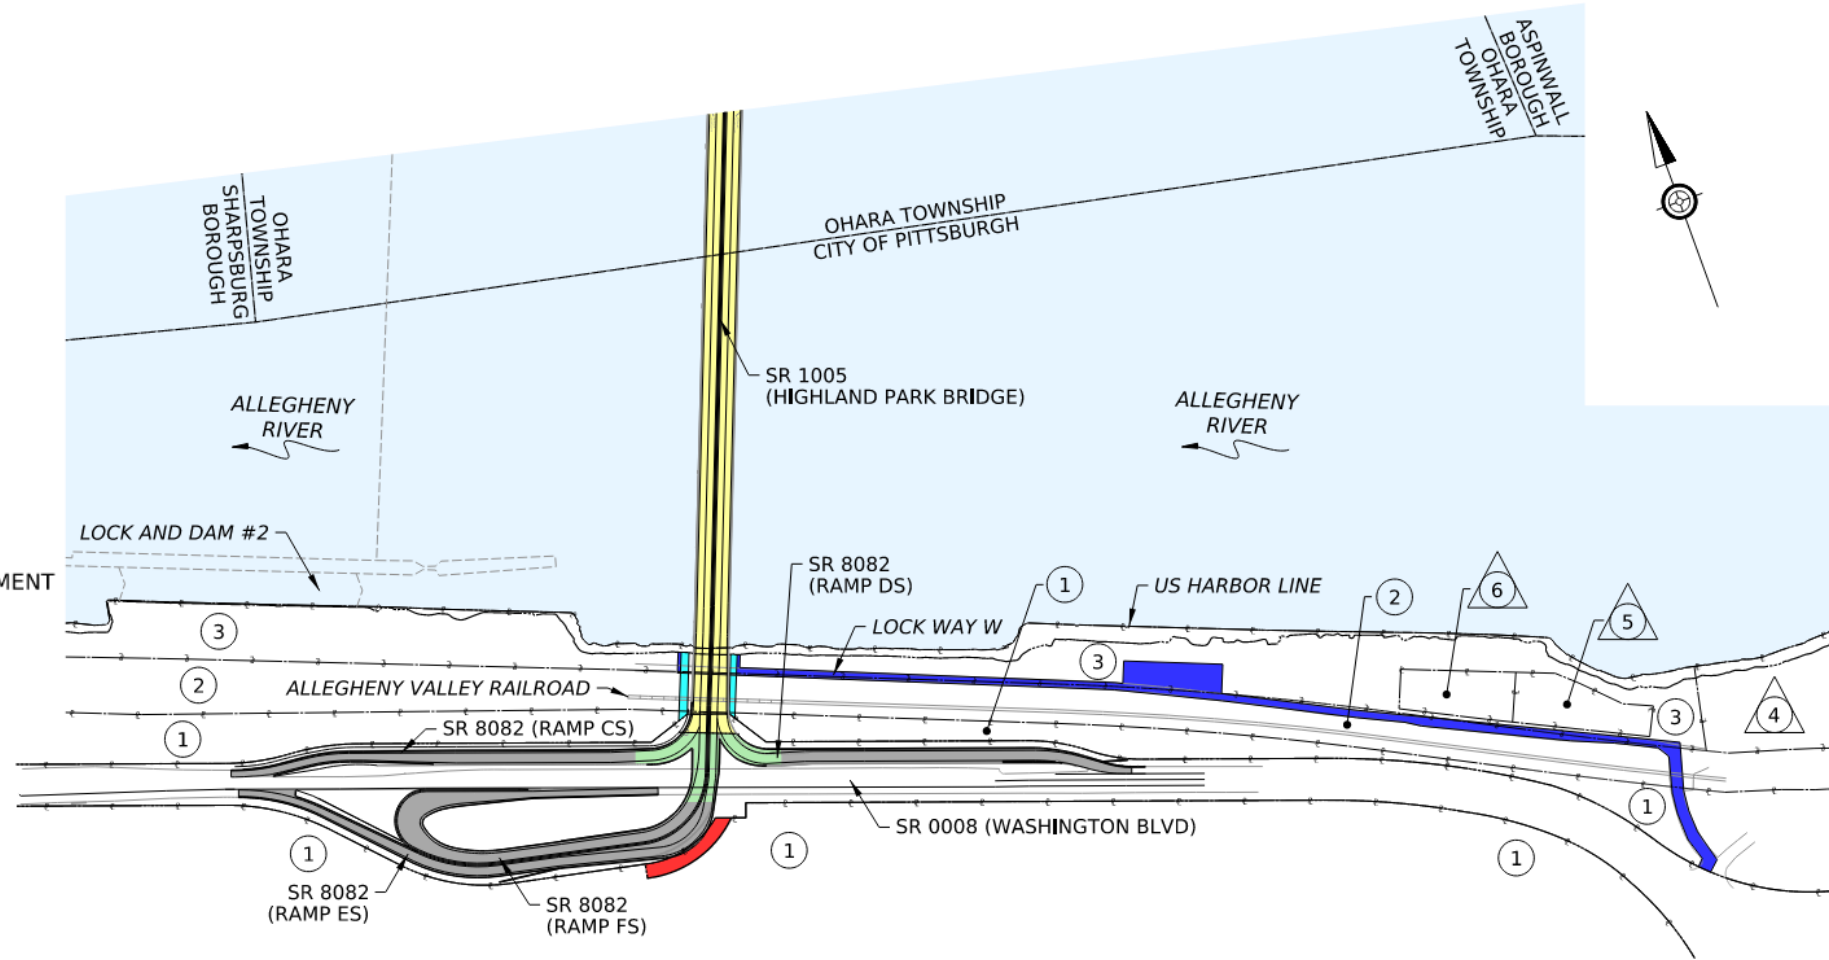 ASPINWALL
BOROUGH
OHARA
TOWNSHIP
OHARA
TOWNSHIP
SHARPSBURG
BOROUGH
OHARA TOWNSHIP
CITY OF PITTSBURGH
SR 1005
(HIGHLAND PARK BRIDGE)
ALLEGHENY
RIVER
ALLEGHENY
RIVER
LOCK AND DAM #2
MENT
SR 8082
(RAMP DS)
1
US HARBOR LINE
2
6
5
3
LOCK WAY W
3
2
ALLEGHENY VALLEY RAILROAD
3
4
1
SR 8082 (RAMP CS)
1
SR 0008 (WASHINGTON BLVD)
1
1
1
SR 8082
(RAMP ES)
SR 8082
(RAMP FS)